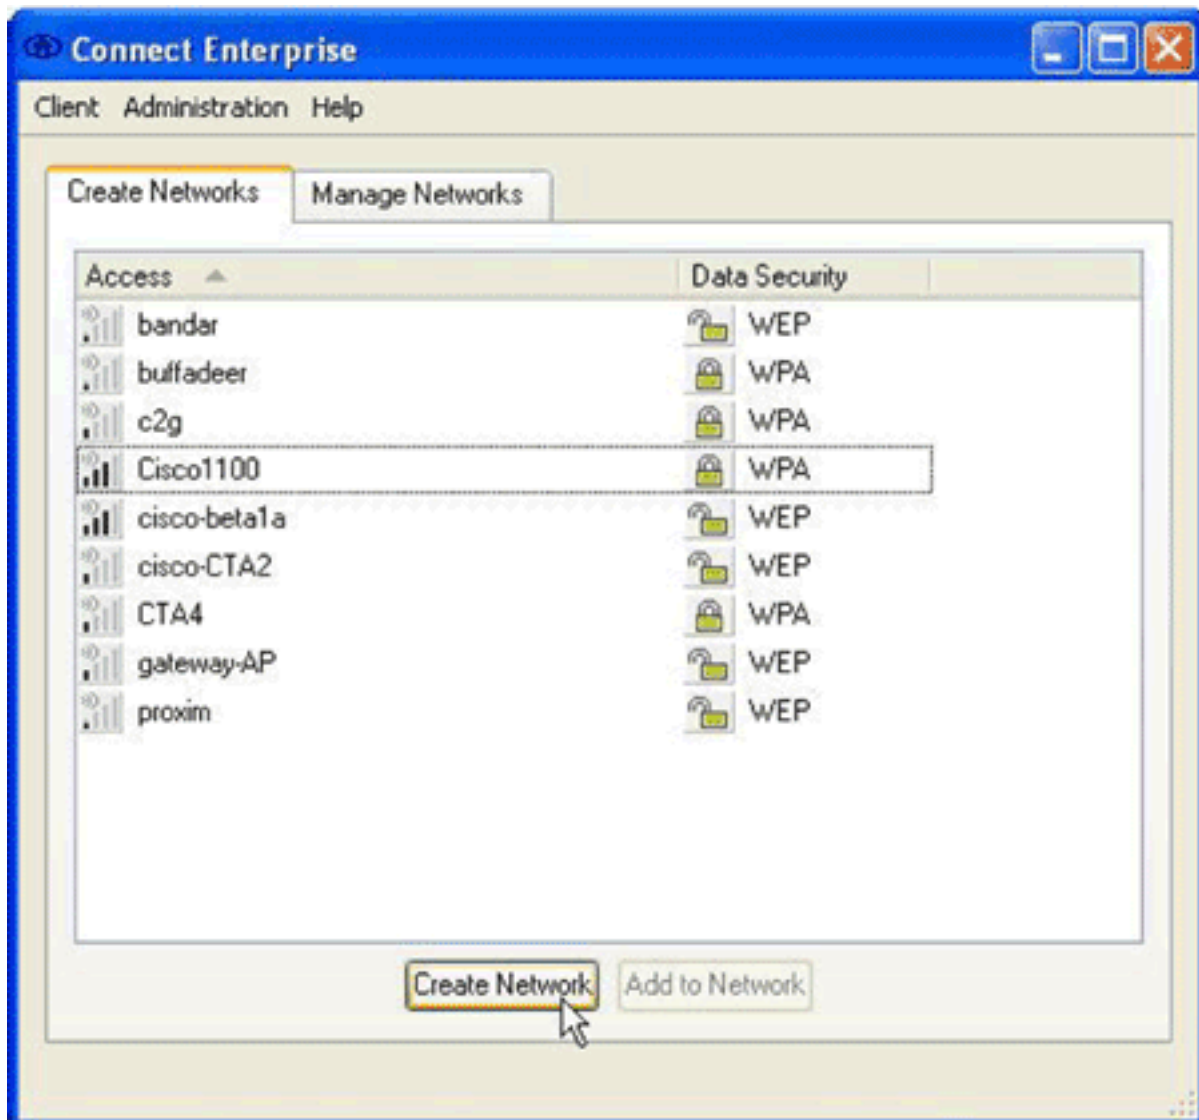 Connect Enterprise
Client Administration Help
Create Networks Manage Networks
Access Data Security
bandar WEP
buffadeer WPA
c2g WPA
Cisco1100 WPA
cisco-beta1a WEP
cisco-CTA2 WEP
CTA4 WPA
gateway-AP WEP
proxim WEP
Create Network Add to Network